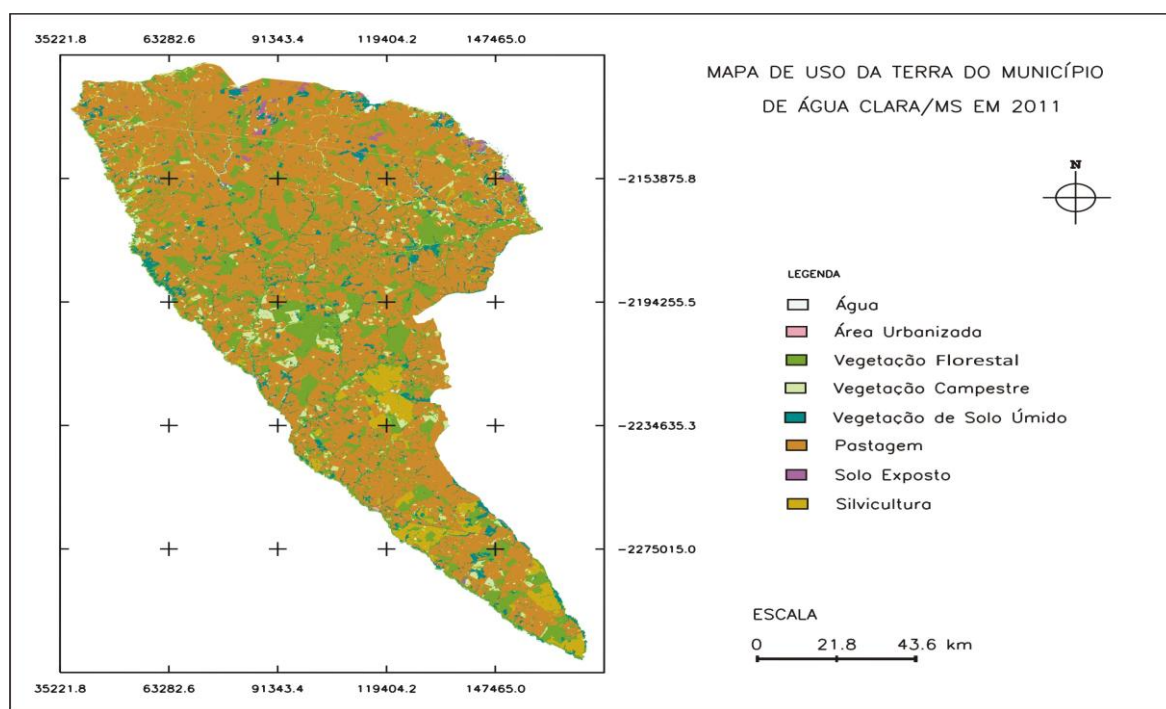 35221.8 63282.6 91343.4 119404.2 147465.0
MAPA DE USO DA TERRA DO MUNICÍPIO
DE ÁGUA CLARA/MS EM 2011
N
-2153875.8
LEGENDA
-2194255.5
Água
Área Urbanizada
Vegetação Florestal
Vegetação Campestre
Vegetação de Solo Úmido
-2234635.3
Pastagem
Solo Exposto
Silvicultura
-2275015.0
ESCALA
0 21.8 43.6 km
35221.8 63282.6 91343.4 119404.2 147465.0